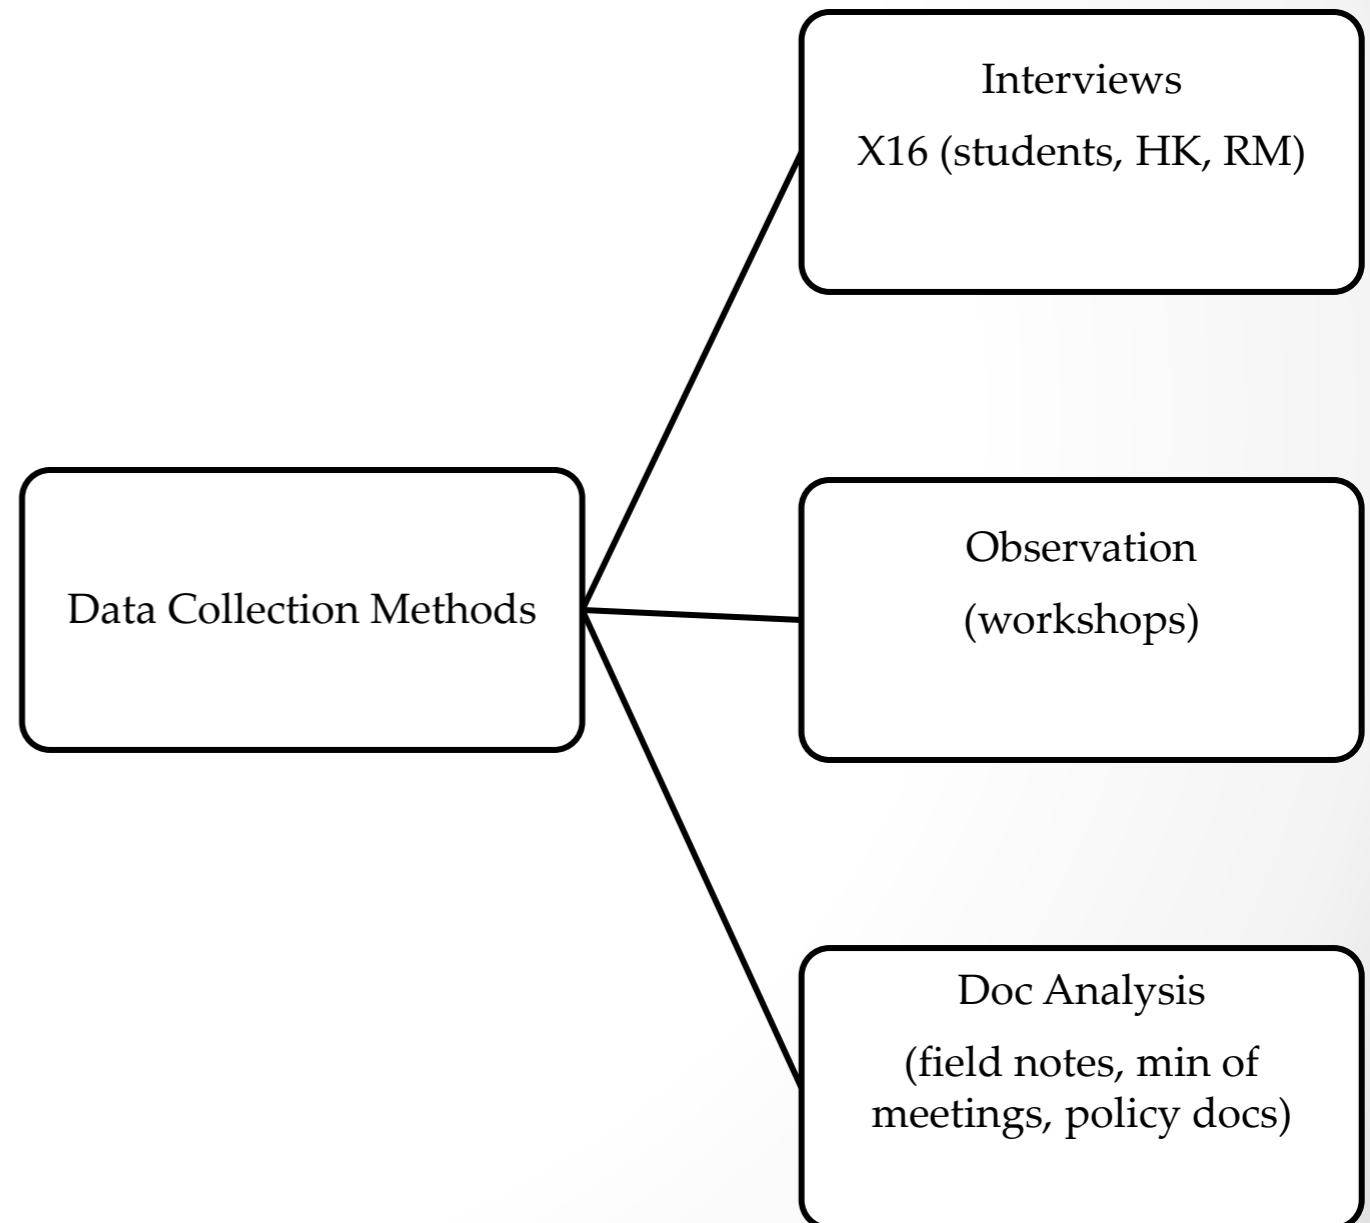 Interviews
X16 (students, HK, RM)
Data Collection Methods
Observation
(workshops)
Doc Analysis
(field notes, min of
meetings, policy docs)